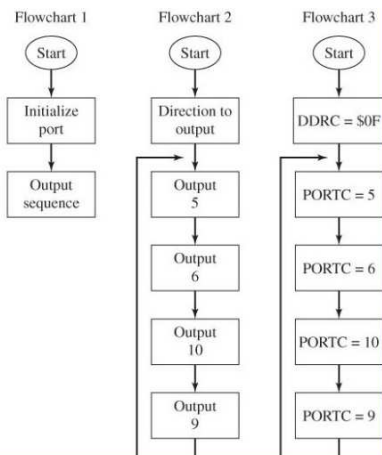 Flowchart 1
Start
Initialize
port
Output
sequence
Flowchart 2
Start
Direction to
output
Output
5
Output
6
Output
10
Output
9
Flowchart 3
Start
DDRC = $0F
PORTC = 5
PORTC = 6
PORTC = 10
PORTC = 9